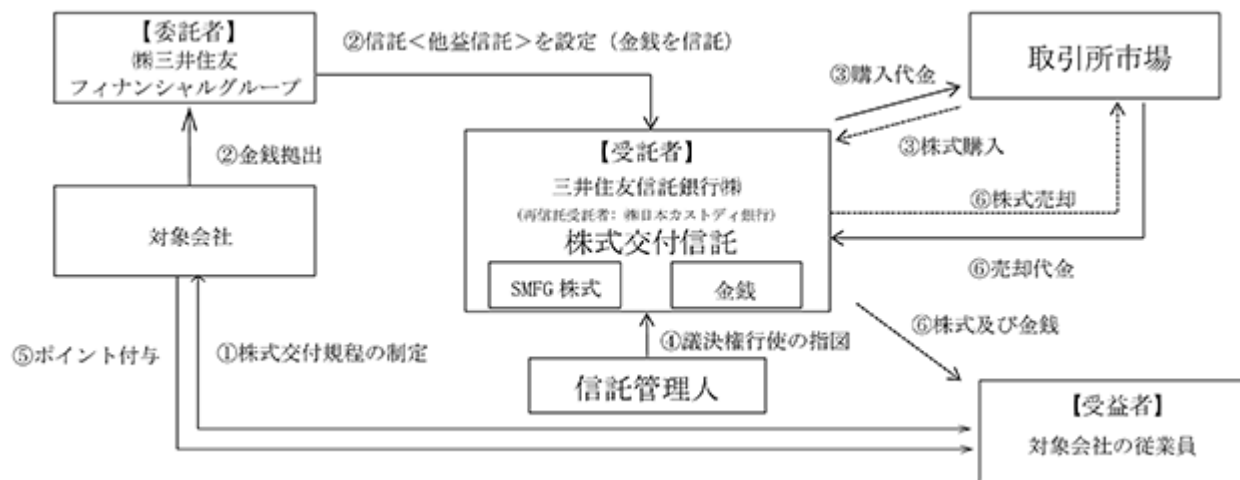 【委託者】
㈱三井住友
フィナンシャルグループ
②信託<他益信託>を設定（金銭を信託）
取引所市場
③購入代金
③株式購入
②金銭拠出
【受託者】
三井住友信託銀行㈱
(再信託受託者：㈱日本カストディ銀行)
株式交付信託
SMFG 株式
金銭
対象会社
⑥株式売却
⑥売却代金
⑥株式及び金銭
④議決権行使の指図
⑤ポイント付与
①株式交付規程の制定
信託管理人
【受益者】
対象会社の従業員